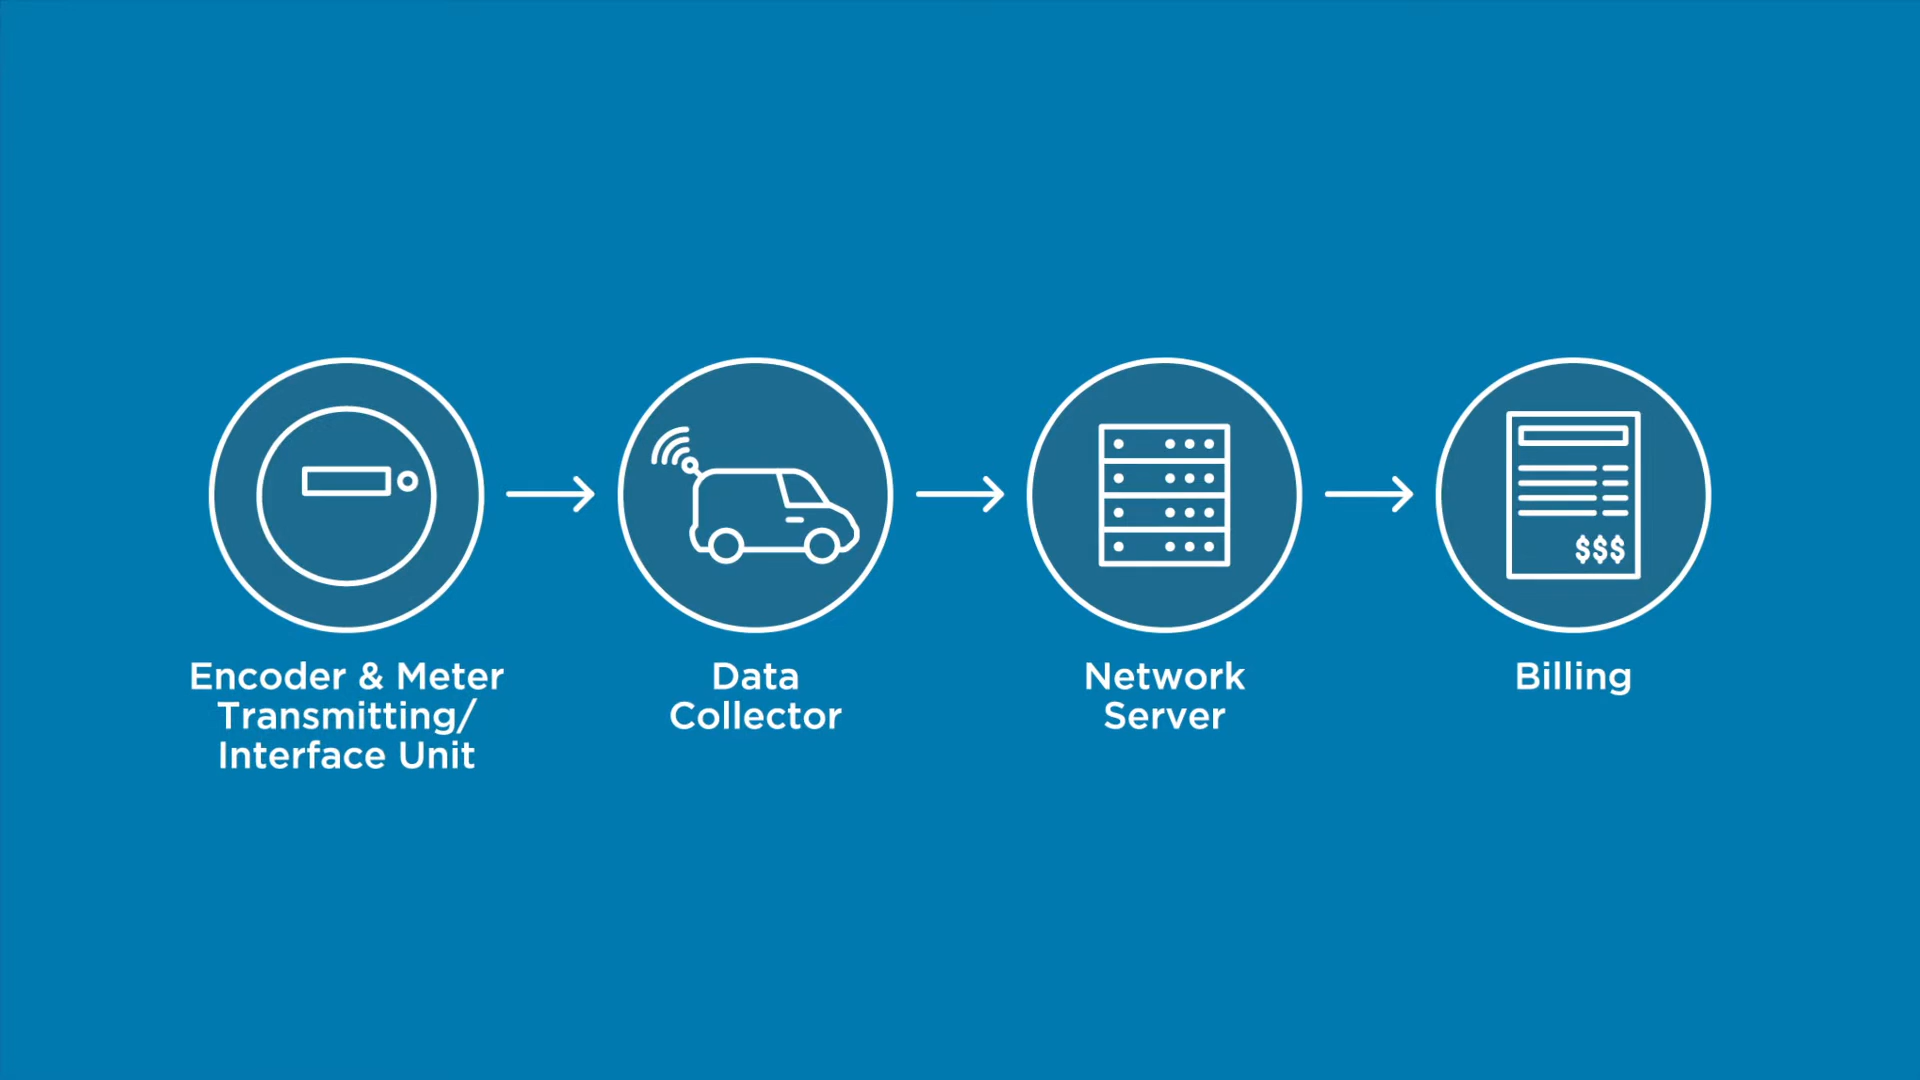 $$$
Encoder & Meter
Transmitting/
Interface Unit
Data
Collector
Network
Server
Billing